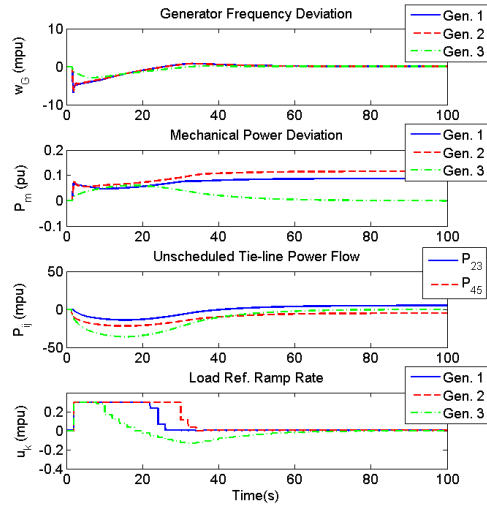 Generator Frequency Deviation
w_G (mpu)
10
0
-10
0 20 40 60 80 100
Gen. 1
Gen. 2
Gen. 3
Mechanical Power Deviation
P_m (pu)
0.2
0.1
0
-0.1
0 20 40 60 80 100
Gen. 1
Gen. 2
Gen. 3
Unscheduled Tie-line Power Flow
P_ij (mpu)
50
0
-50
0 20 40 60 80 100
P_23
P_45
Load Ref. Ramp Rate
u_k (mpu)
0.2
0
-0.2
-0.4
0 20 40 60 80 100
Gen. 1
Gen. 2
Gen. 3
Time(s)